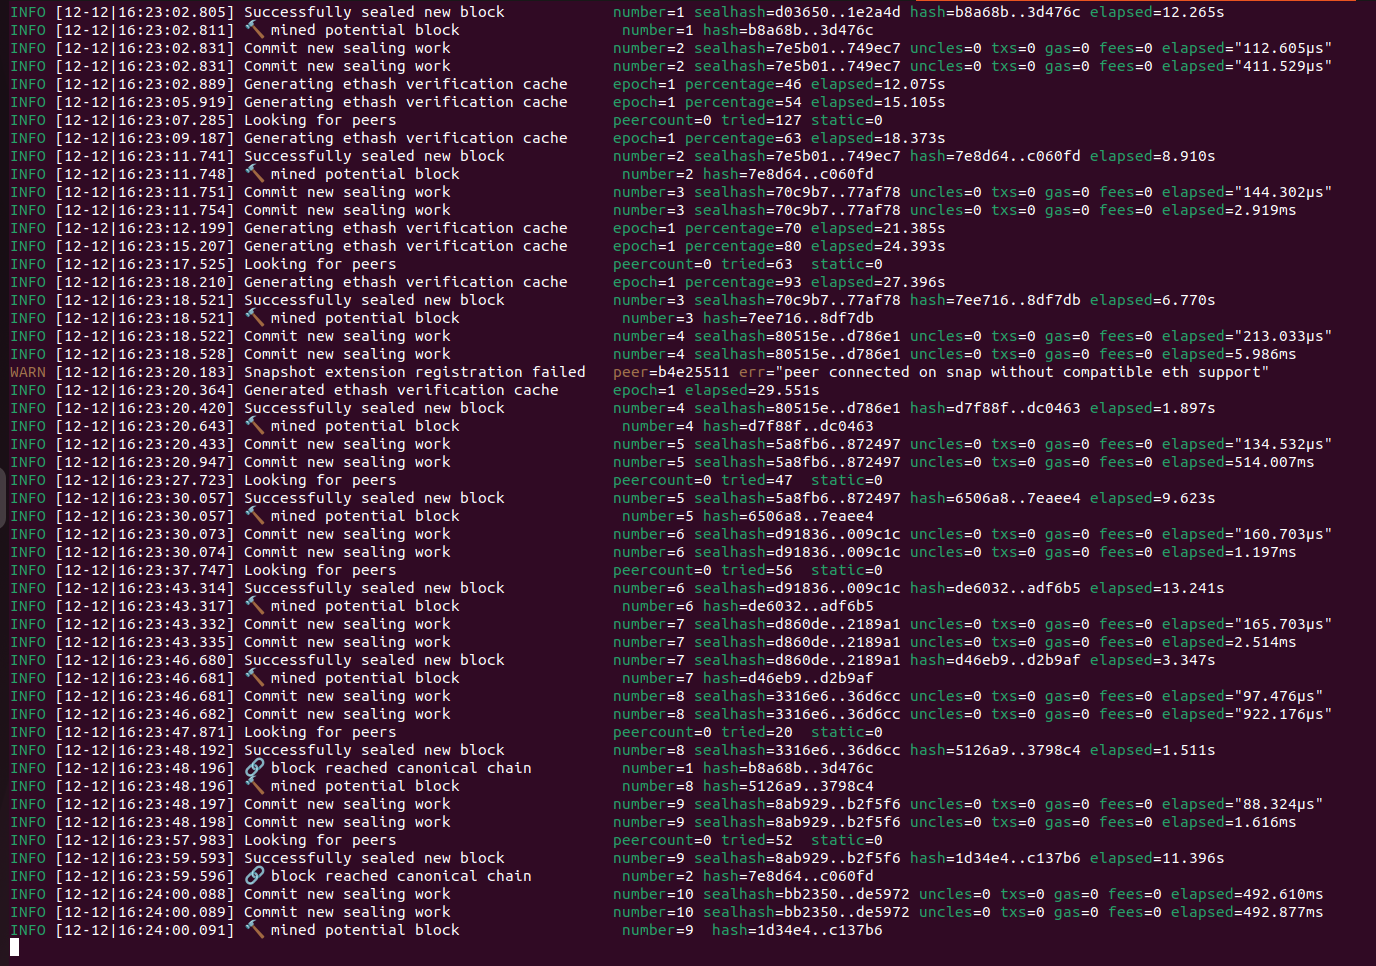 INFO [12-12|16:23:02.805] Successfully sealed new block number=1 sealhash=d03650..1e2a4d hash=b8a68b..3d476c elapsed=12.265s
INFO [12-12|16:23:02.811] 🔨 mined potential block number=1 hash=b8a68b..3d476c
INFO [12-12|16:23:02.831] Commit new sealing work number=2 sealhash=7e5b01..749ec7 uncles=0 txs=0 gas=0 fees=0 elapsed="112.605µs"
INFO [12-12|16:23:02.831] Commit new sealing work number=2 sealhash=7e5b01..749ec7 uncles=0 txs=0 gas=0 fees=0 elapsed="411.529µs"
INFO [12-12|16:23:02.889] Generating ethash verification cache epoch=1 percentage=46 elapsed=12.075s
INFO [12-12|16:23:05.919] Generating ethash verification cache epoch=1 percentage=54 elapsed=15.105s
INFO [12-12|16:23:07.285] Looking for peers peercount=0 tried=127 static=0
INFO [12-12|16:23:09.187] Generating ethash verification cache epoch=1 percentage=63 elapsed=18.373s
INFO [12-12|16:23:11.741] Successfully sealed new block number=2 sealhash=7e5b01..749ec7 hash=7e8d64..c060fd elapsed=8.910s
INFO [12-12|16:23:11.748] 🔨 mined potential block number=2 hash=7e8d64..c060fd
INFO [12-12|16:23:11.751] Commit new sealing work number=3 sealhash=70c9b7..77af78 uncles=0 txs=0 gas=0 fees=0 elapsed="144.302µs"
INFO [12-12|16:23:11.754] Commit new sealing work number=3 sealhash=70c9b7..77af78 uncles=0 txs=0 gas=0 fees=0 elapsed=2.919ms
INFO [12-12|16:23:12.199] Generating ethash verification cache epoch=1 percentage=70 elapsed=21.385s
INFO [12-12|16:23:15.207] Generating ethash verification cache epoch=1 percentage=80 elapsed=24.393s
INFO [12-12|16:23:17.525] Looking for peers peercount=0 tried=63 static=0
INFO [12-12|16:23:18.210] Generating ethash verification cache epoch=1 percentage=93 elapsed=27.396s
INFO [12-12|16:23:18.521] Successfully sealed new block number=3 sealhash=70c9b7..77af78 hash=7ee716..8df7db elapsed=6.770s
INFO [12-12|16:23:18.521] 🔨 mined potential block number=3 hash=7ee716..8df7db
INFO [12-12|16:23:18.522] Commit new sealing work number=4 sealhash=80515e..d786e1 uncles=0 txs=0 gas=0 fees=0 elapsed="213.033µs"
INFO [12-12|16:23:18.528] Commit new sealing work number=4 sealhash=80515e..d786e1 uncles=0 txs=0 gas=0 fees=0 elapsed=5.986ms
WARN [12-12|16:23:20.183] Snapshot extension registration failed peer=b4e25511 err="peer connected on snap without compatible eth support"
INFO [12-12|16:23:20.364] Generated ethash verification cache epoch=1 elapsed=29.551s
INFO [12-12|16:23:20.420] Successfully sealed new block number=4 sealhash=80515e..d786e1 hash=d7f88f..dc0463 elapsed=1.897s
INFO [12-12|16:23:20.643] 🔨 mined potential block number=4 hash=d7f88f..dc0463
INFO [12-12|16:23:20.433] Commit new sealing work number=5 sealhash=5a8fb6..872497 uncles=0 txs=0 gas=0 fees=0 elapsed="134.532µs"
INFO [12-12|16:23:20.947] Commit new sealing work number=5 sealhash=5a8fb6..872497 uncles=0 txs=0 gas=0 fees=0 elapsed=514.007ms
INFO [12-12|16:23:27.723] Looking for peers peercount=0 tried=47 static=0
INFO [12-12|16:23:30.057] Successfully sealed new block number=5 sealhash=5a8fb6..872497 hash=6506a8..7eaee4 elapsed=9.623s
INFO [12-12|16:23:30.057] 🔨 mined potential block number=5 hash=6506a8..7eaee4
INFO [12-12|16:23:30.073] Commit new sealing work number=6 sealhash=d91836..009c1c uncles=0 txs=0 gas=0 fees=0 elapsed="160.703µs"
INFO [12-12|16:23:30.074] Commit new sealing work number=6 sealhash=d91836..009c1c uncles=0 txs=0 gas=0 fees=0 elapsed=1.197ms
INFO [12-12|16:23:37.747] Looking for peers peercount=0 tried=56 static=0
INFO [12-12|16:23:43.314] Successfully sealed new block number=6 sealhash=d91836..009c1c hash=de6032..adf6b5 elapsed=13.241s
INFO [12-12|16:23:43.317] 🔨 mined potential block number=6 hash=de6032..adf6b5
INFO [12-12|16:23:43.332] Commit new sealing work number=7 sealhash=d860de..2189a1 uncles=0 txs=0 gas=0 fees=0 elapsed="165.703µs"
INFO [12-12|16:23:43.335] Commit new sealing work number=7 sealhash=d860de..2189a1 uncles=0 txs=0 gas=0 fees=0 elapsed=2.514ms
INFO [12-12|16:23:46.680] Successfully sealed new block number=7 sealhash=d860de..2189a1 hash=d46eb9..d2b9af elapsed=3.347s
INFO [12-12|16:23:46.681] 🔨 mined potential block number=7 hash=d46eb9..d2b9af
INFO [12-12|16:23:46.681] Commit new sealing work number=8 sealhash=3316e6..36d6cc uncles=0 txs=0 gas=0 fees=0 elapsed="97.476µs"
INFO [12-12|16:23:46.682] Commit new sealing work number=8 sealhash=3316e6..36d6cc uncles=0 txs=0 gas=0 fees=0 elapsed="922.176µs"
INFO [12-12|16:23:47.871] Looking for peers peercount=0 tried=20 static=0
INFO [12-12|16:23:48.192] Successfully sealed new block number=8 sealhash=3316e6..36d6cc hash=5126a9..3798c4 elapsed=1.511s
INFO [12-12|16:23:48.196] 🔗 block reached canonical chain number=1 hash=b8a68b..3d476c
INFO [12-12|16:23:48.196] 🔨 mined potential block number=8 hash=5126a9..3798c4
INFO [12-12|16:23:48.197] Commit new sealing work number=9 sealhash=8ab929..b2f5f6 uncles=0 txs=0 gas=0 fees=0 elapsed="88.324µs"
INFO [12-12|16:23:48.198] Commit new sealing work number=9 sealhash=8ab929..b2f5f6 uncles=0 txs=0 gas=0 fees=0 elapsed=1.616ms
INFO [12-12|16:23:57.983] Looking for peers peercount=0 tried=52 static=0
INFO [12-12|16:23:59.593] Successfully sealed new block number=9 sealhash=8ab929..b2f5f6 hash=1d34e4..c137b6 elapsed=11.396s
INFO [12-12|16:23:59.596] 🔗 block reached canonical chain number=2 hash=7e8d64..c060fd
INFO [12-12|16:24:00.088] Commit new sealing work number=10 sealhash=bb2350..de5972 uncles=0 txs=0 gas=0 fees=0 elapsed=492.610ms
INFO [12-12|16:24:00.089] Commit new sealing work number=10 sealhash=bb2350..de5972 uncles=0 txs=0 gas=0 fees=0 elapsed=492.877ms
INFO [12-12|16:24:00.091] 🔨 mined potential block number=9 hash=1d34e4..c137b6